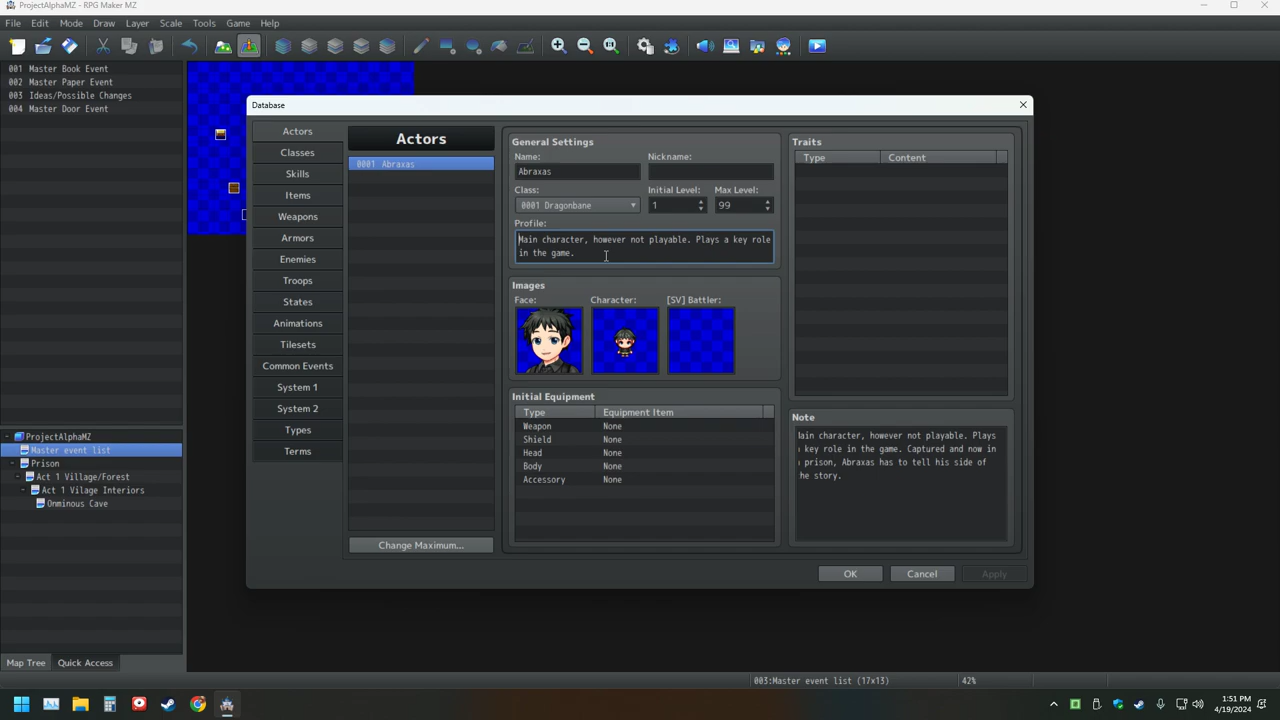 ProjectAlphaMZ - RPG Maker MZ
File Edit Mode Draw Layer Scale Tools Game Help
001 Master Book Event
002 Master Paper Event
003 Ideas/Possible Changes
004 Master Door Event
Database
Actors
Classes
Skills
Items
Weapons
Armors
Enemies
Troops
States
Animations
Tilesets
Common Events
System 1
System 2
Types
Terms
Actors
0001 Abraxas
Change Maximum...
General Settings
Name: Nickname:
Abraxas
Class: Initial Level: Max Level:
0001 Dragonbane 1 99
Profile:
Main character, however not playable. Plays a key role
in the game.
Images
Face: Character: [SV] Battler:
Initial Equipment
Type Equipment Item
Weapon None
Shield None
Head None
Body None
Accessory None
Traits
Type Content
Note
Main character, however not playable. Plays
key role in the game. Captured and now in
prison, Abraxas has to tell his side of
he story.
OK Cancel Apply
ProjectAlphaMZ
Master event list
Prison
Act 1 Village/Forest
Act 1 Vilage Interiors
Onminous Cave
Map Tree Quick Access
003:Master event list (17x13) 42%
1:51 PM
4/19/2024